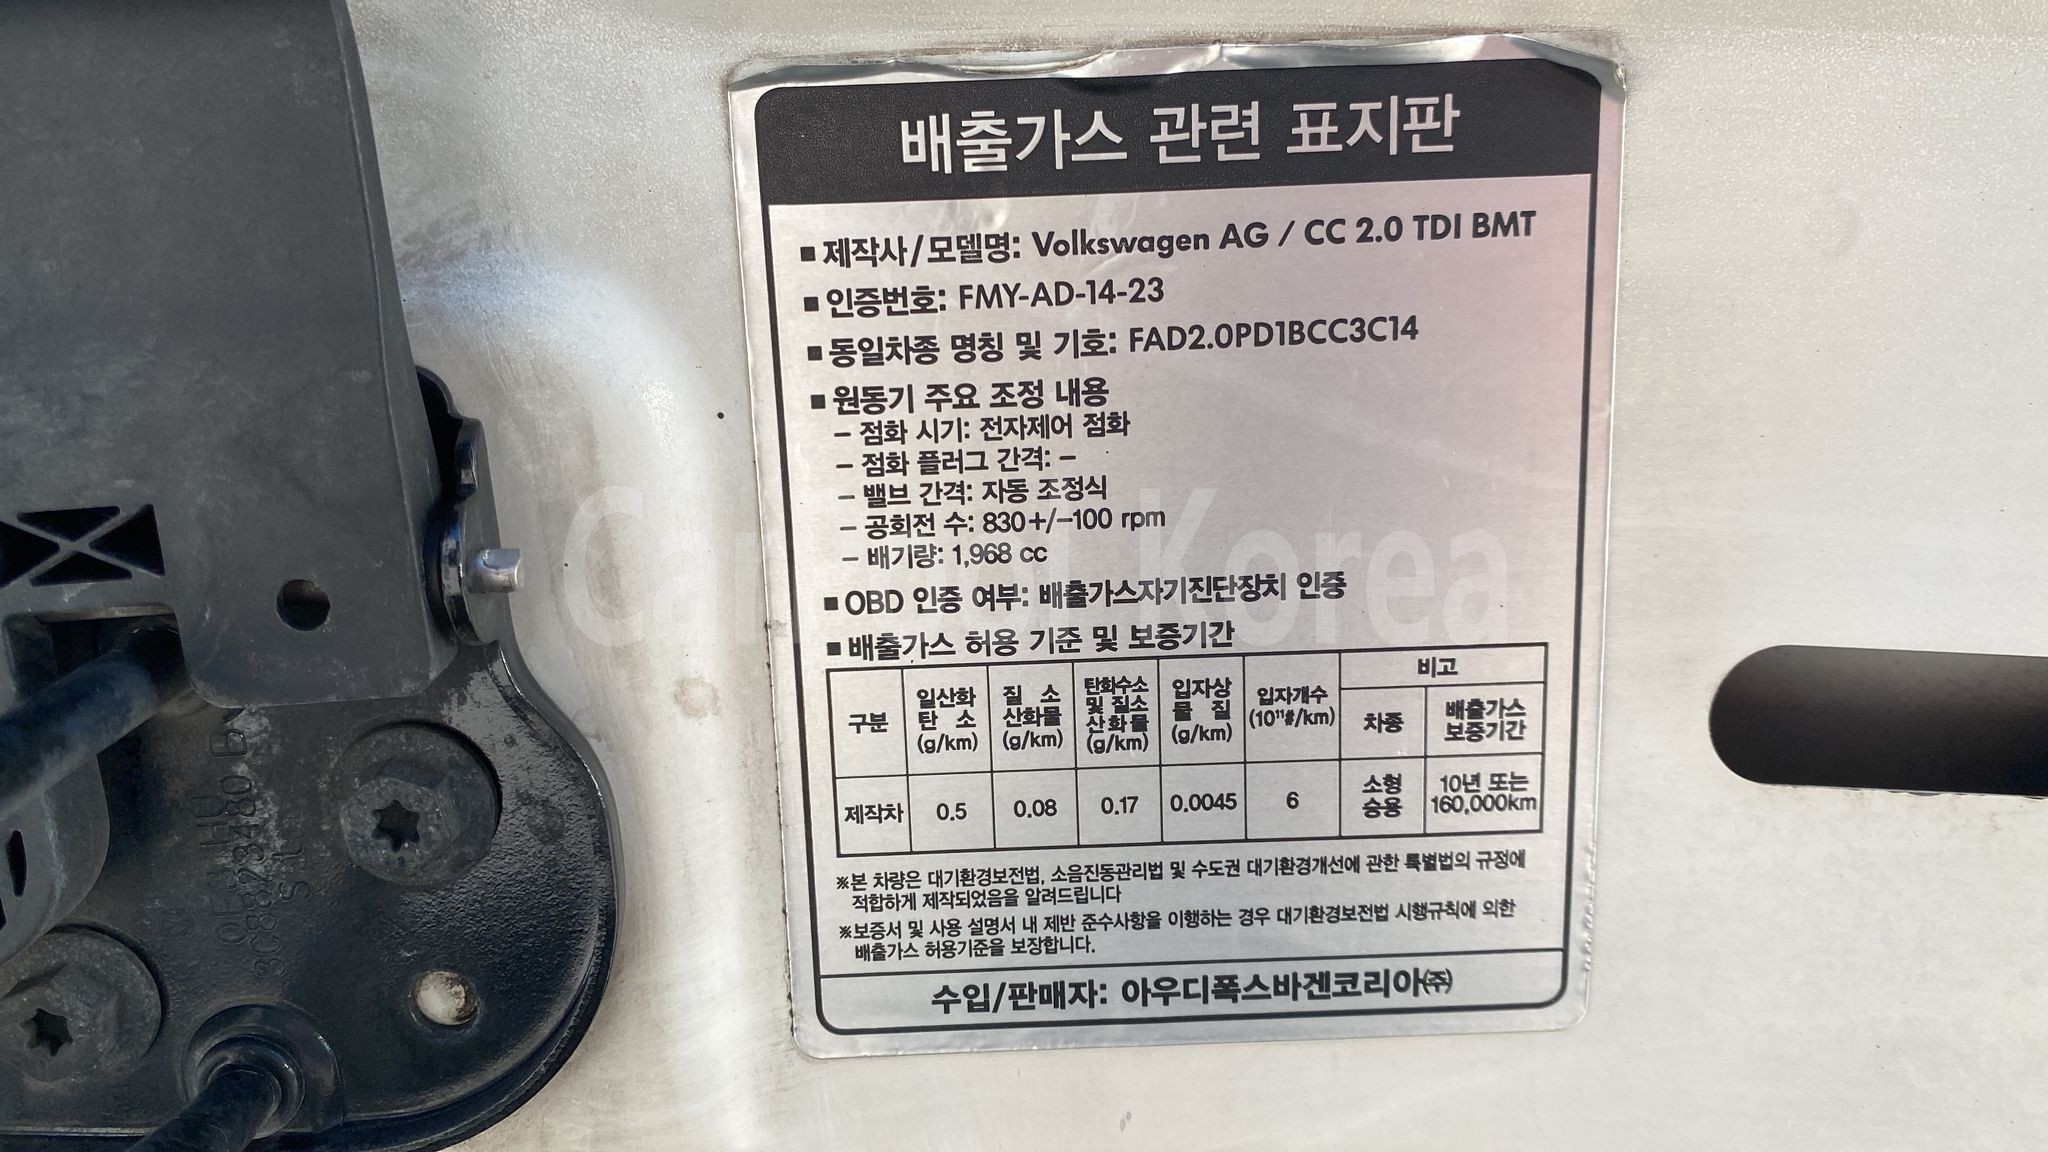 배출가스 관련 표지판
▪ 제작사/모델명: Volkswagen AG / CC 2.0 TDI BMT
▪ 인증번호: FMY-AD-14-23
▪ 동일차종 명칭 및 기호: FAD2.0PD1BCC3C14
▪ 원동기 주요 조정 내용
– 점화 시기: 전자제어 점화
– 점화 플러그 간격: –
– 밸브 간격: 자동 조정식
– 공회전 수: 830+/-100 rpm
– 배기량: 1,968 cc
▪ OBD 인증 여부: 배출가스자기진단장치 인증
▪ 배출가스 허용 기준 및 보증기간
구분 일산화탄소 (g/km) 질소산화물 (g/km) 탄화수소 및 질소산화물 (g/km) 입자상물질 (g/km) 입자개수 (10¹¹#/km) 비고
차종 배출가스 보증기간
제작차 0.5 0.08 0.17 0.0045 6 소형승용 10년 또는 160,000km
※본 차량은 대기환경보전법, 소음진동관리법 및 수도권 대기환경개선에 관한 특별법의 규정에
적합하게 제작되었음을 알려드립니다
※보증서 및 사용 설명서 내 제반 준수사항을 이행하는 경우 대기환경보전법 시행규칙에 의한
배출가스 허용기준을 보장합니다.
수입/판매자: 아우디폭스바겐코리아㈜
3C8823480
Korea